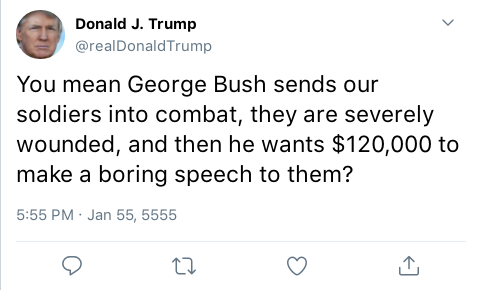 Donald J. Trump
@realDonaldTrump
You mean George Bush sends our
soldiers into combat, they are severely
wounded, and then he wants $120,000 to
make a boring speech to them?
5:55 PM · Jan 55, 5555